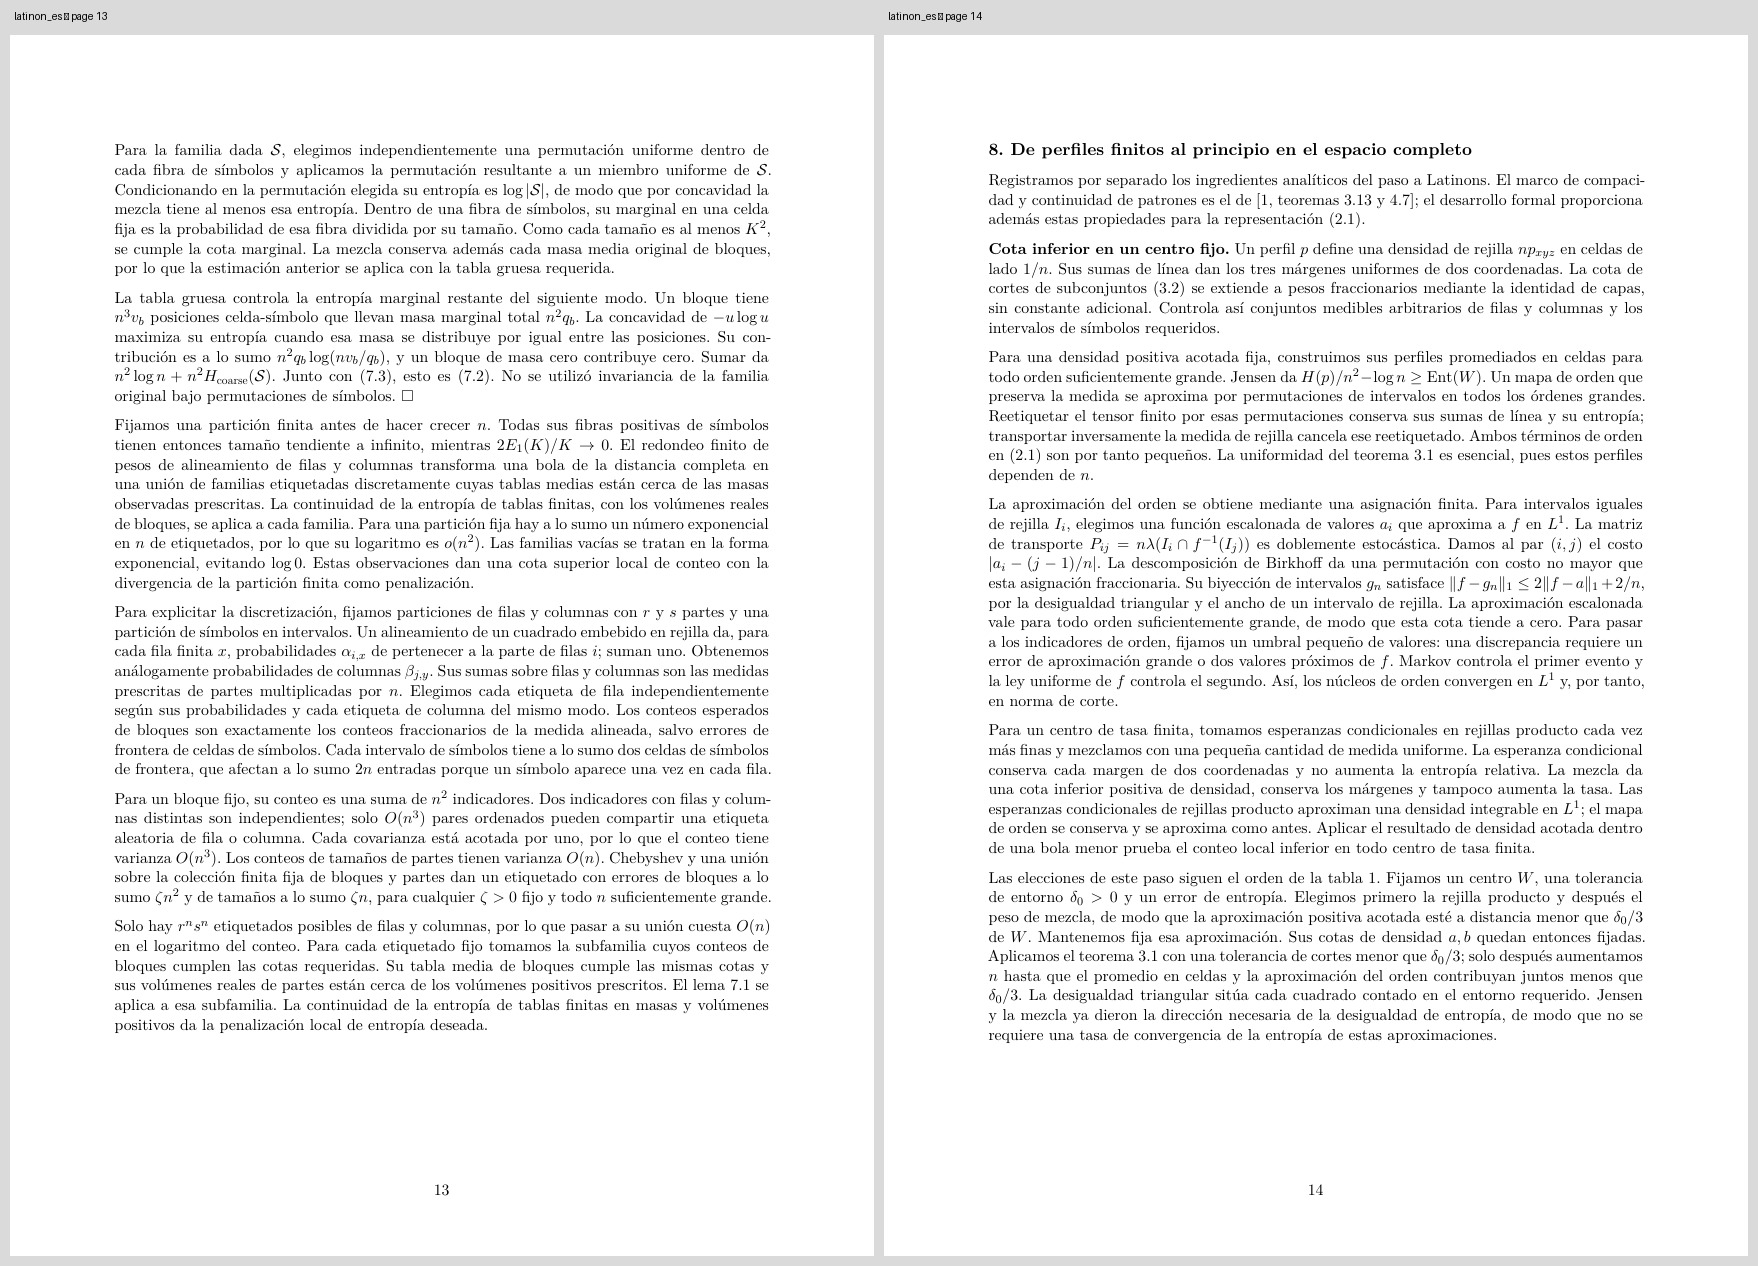 latinon_es▯page 13
Para la familia dada 𝒮, elegimos independientemente una permutación uniforme dentro de
cada fibra de símbolos y aplicamos la permutación resultante a un miembro uniforme de 𝒮.
Condicionando en la permutación elegida su entropía es log |𝒮|, de modo que por concavidad la
mezcla tiene al menos esa entropía. Dentro de una fibra de símbolos, su marginal en una celda
fija es la probabilidad de esa fibra dividida por su tamaño. Como cada tamaño es al menos K²,
se cumple la cota marginal. La mezcla conserva además cada masa media original de bloques,
por lo que la estimación anterior se aplica con la tabla gruesa requerida.
La tabla gruesa controla la entropía marginal restante del siguiente modo. Un bloque tiene
n³v_b posiciones celda-símbolo que llevan masa marginal total n²q_b. La concavidad de −u log u
maximiza su entropía cuando esa masa se distribuye por igual entre las posiciones. Su con-
tribución es a lo sumo n²q_b log(nv_b/q_b), y un bloque de masa cero contribuye cero. Sumar da
n² log n + n²H_coarse(𝒮). Junto con (7.3), esto es (7.2). No se utilizó invariancia de la familia
original bajo permutaciones de símbolos. □
Fijamos una partición finita antes de hacer crecer n. Todas sus fibras positivas de símbolos
tienen entonces tamaño tendiente a infinito, mientras 2E₁(K)/K → 0. El redondeo finito de
pesos de alineamiento de filas y columnas transforma una bola de la distancia completa en
una unión de familias etiquetadas discretamente cuyas tablas medias están cerca de las masas
observadas prescritas. La continuidad de la entropía de tablas finitas, con los volúmenes reales
de bloques, se aplica a cada familia. Para una partición fija hay a lo sumo un número exponencial
en n de etiquetados, por lo que su logaritmo es o(n²). Las familias vacías se tratan en la forma
exponencial, evitando log 0. Estas observaciones dan una cota superior local de conteo con la
divergencia de la partición finita como penalización.
Para explicitar la discretización, fijamos particiones de filas y columnas con r y s partes y una
partición de símbolos en intervalos. Un alineamiento de un cuadrado embebido en rejilla da, para
cada fila finita x, probabilidades α_{i,x} de pertenecer a la parte de filas i; suman uno. Obtenemos
análogamente probabilidades de columnas β_{j,y}. Sus sumas sobre filas y columnas son las medidas
prescritas de partes multiplicadas por n. Elegimos cada etiqueta de fila independientemente
según sus probabilidades y cada etiqueta de columna del mismo modo. Los conteos esperados
de bloques son exactamente los conteos fraccionarios de la medida alineada, salvo errores de
frontera de celdas de símbolos. Cada intervalo de símbolos tiene a lo sumo dos celdas de símbolos
de frontera, que afectan a lo sumo 2n entradas porque un símbolo aparece una vez en cada fila.
Para un bloque fijo, su conteo es una suma de n² indicadores. Dos indicadores con filas y colum-
nas distintas son independientes; solo O(n³) pares ordenados pueden compartir una etiqueta
aleatoria de fila o columna. Cada covarianza está acotada por uno, por lo que el conteo tiene
varianza O(n³). Los conteos de tamaños de partes tienen varianza O(n). Chebyshev y una unión
sobre la colección finita fija de bloques y partes dan un etiquetado con errores de bloques a lo
sumo ζn² y de tamaños a lo sumo ζn, para cualquier ζ > 0 fijo y todo n suficientemente grande.
Solo hay rⁿsⁿ etiquetados posibles de filas y columnas, por lo que pasar a su unión cuesta O(n)
en el logaritmo del conteo. Para cada etiquetado fijo tomamos la subfamilia cuyos conteos de
bloques cumplen las cotas requeridas. Su tabla media de bloques cumple las mismas cotas y
sus volúmenes reales de partes están cerca de los volúmenes positivos prescritos. El lema 7.1 se
aplica a esa subfamilia. La continuidad de la entropía de tablas finitas en masas y volúmenes
positivos da la penalización local de entropía deseada.
13
latinon_es▯page 14
8. De perfiles finitos al principio en el espacio completo
Registramos por separado los ingredientes analíticos del paso a Latinons. El marco de compaci-
dad y continuidad de patrones es el de [1, teoremas 3.13 y 4.7]; el desarrollo formal proporciona
además estas propiedades para la representación (2.1).
Cota inferior en un centro fijo. Un perfil p define una densidad de rejilla np_{xyz} en celdas de
lado 1/n. Sus sumas de línea dan los tres márgenes uniformes de dos coordenadas. La cota de
cortes de subconjuntos (3.2) se extiende a pesos fraccionarios mediante la identidad de capas,
sin constante adicional. Controla así conjuntos medibles arbitrarios de filas y columnas y los
intervalos de símbolos requeridos.
Para una densidad positiva acotada fija, construimos sus perfiles promediados en celdas para
todo orden suficientemente grande. Jensen da H(p)/n² − log n ≥ Ent(W). Un mapa de orden que
preserva la medida se aproxima por permutaciones de intervalos en todos los órdenes grandes.
Reetiquetar el tensor finito por esas permutaciones conserva sus sumas de línea y su entropía;
transportar inversamente la medida de rejilla cancela ese reetiquetado. Ambos términos de orden
en (2.1) son por tanto pequeños. La uniformidad del teorema 3.1 es esencial, pues estos perfiles
dependen de n.
La aproximación del orden se obtiene mediante una asignación finita. Para intervalos iguales
de rejilla I_i, elegimos una función escalonada de valores a_i que aproxima a f en L¹. La matriz
de transporte P_{ij} = nλ(I_i ∩ f⁻¹(I_j)) es doblemente estocástica. Damos al par (i, j) el costo
|a_i − (j − 1)/n|. La descomposición de Birkhoff da una permutación con costo no mayor que
esta asignación fraccionaria. Su biyección de intervalos g_n satisface ‖f − g_n‖₁ ≤ 2‖f − a‖₁ + 2/n,
por la desigualdad triangular y el ancho de un intervalo de rejilla. La aproximación escalonada
vale para todo orden suficientemente grande, de modo que esta cota tiende a cero. Para pasar
a los indicadores de orden, fijamos un umbral pequeño de valores: una discrepancia requiere un
error de aproximación grande o dos valores próximos de f. Markov controla el primer evento y
la ley uniforme de f controla el segundo. Así, los núcleos de orden convergen en L¹ y, por tanto,
en norma de corte.
Para un centro de tasa finita, tomamos esperanzas condicionales en rejillas producto cada vez
más finas y mezclamos con una pequeña cantidad de medida uniforme. La esperanza condicional
conserva cada margen de dos coordenadas y no aumenta la entropía relativa. La mezcla da
una cota inferior positiva de densidad, conserva los márgenes y tampoco aumenta la tasa. Las
esperanzas condicionales de rejillas producto aproximan una densidad integrable en L¹; el mapa
de orden se conserva y se aproxima como antes. Aplicar el resultado de densidad acotada dentro
de una bola menor prueba el conteo local inferior en todo centro de tasa finita.
Las elecciones de este paso siguen el orden de la tabla 1. Fijamos un centro W, una tolerancia
de entorno δ₀ > 0 y un error de entropía. Elegimos primero la rejilla producto y después el
peso de mezcla, de modo que la aproximación positiva acotada esté a distancia menor que δ₀/3
de W. Mantenemos fija esa aproximación. Sus cotas de densidad a, b quedan entonces fijadas.
Aplicamos el teorema 3.1 con una tolerancia de cortes menor que δ₀/3; solo después aumentamos
n hasta que el promedio en celdas y la aproximación del orden contribuyan juntos menos que
δ₀/3. La desigualdad triangular sitúa cada cuadrado contado en el entorno requerido. Jensen
y la mezcla ya dieron la dirección necesaria de la desigualdad de entropía, de modo que no se
requiere una tasa de convergencia de la entropía de estas aproximaciones.
14